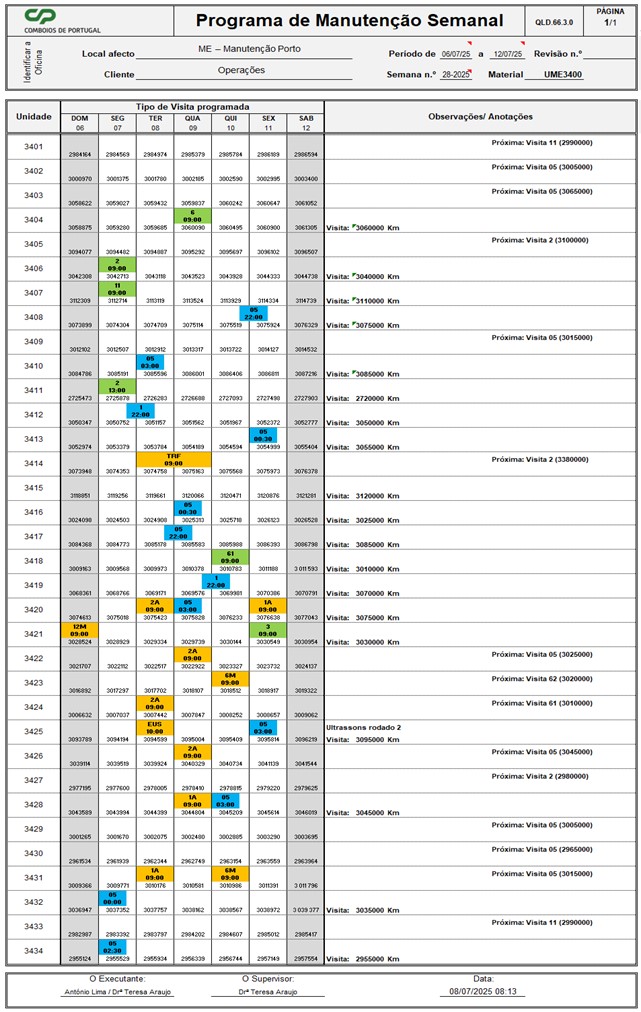 CP
COMBOIOS DE PORTUGAL
Programa de Manutenção Semanal
QLD.66.3.0
PÁGINA
1/1
Identificar a Oficina
Local afecto ME – Manutenção Porto
Período de 06/07/25 a 12/07/25 Revisão n.º
Cliente Operações
Semana n.º 28-2025 Material UME3400
Unidade
Tipo de Visita programada
Observações/ Anotações
DOM SEG TER QUA QUI SEX SAB
06 07 08 09 10 11 12
3401 Próxima: Visita 11 (2990000)
2984164 2984569 2984974 2985379 2985784 2986189 2986594
3402 Próxima: Visita 05 (3005000)
3000970 3001375 3001780 3002185 3002590 3002995 3003400
3403 Próxima: Visita 05 (3065000)
3058622 3059027 3059432 3059837 3060242 3060647 3061052
3404 6 09:00
3058875 3059280 3059685 3060090 3060495 3060900 3061305 Visita: 3060000 Km
3405 Próxima: Visita 2 (3100000)
3094077 3094482 3094887 3095292 3095697 3096102 3096507
3406 2 09:00
3042308 3042713 3043118 3043523 3043928 3044333 3044738 Visita: 3040000 Km
3407 11 09:00
3112309 3112714 3113119 3113524 3113929 3114334 3114739 Visita: 3110000 Km
3408 05 22:00
3073899 3074304 3074709 3075114 3075519 3075924 3076329 Visita: 3075000 Km
3409 Próxima: Visita 05 (3015000)
3012102 3012507 3012912 3013317 3013722 3014127 3014532
3410 05 03:00
3084786 3085191 3085596 3086001 3086406 3086811 3087216 Visita: 3085000 Km
3411 2 13:00
2725473 2725878 2726283 2726688 2727093 2727498 2727903 Visita: 2720000 Km
3412 1 22:00
3050347 3050752 3051157 3051562 3051967 3052372 3052777 Visita: 3050000 Km
3413 05 00:30
3052974 3053379 3053784 3054189 3054594 3054999 3055404 Visita: 3055000 Km
3414 TRF 09:00 Próxima: Visita 2 (3380000)
3073948 3074353 3074758 3075163 3075568 3075973 3076378
3415
3118851 3119256 3119661 3120066 3120471 3120876 3121281 Visita: 3120000 Km
3416 05 00:30
3024098 3024503 3024908 3025313 3025718 3026123 3026528 Visita: 3025000 Km
3417 05 22:00
3084368 3084773 3085178 3085583 3085988 3086393 3086798 Visita: 3085000 Km
3418 61 09:00
3009163 3009568 3009973 3010378 3010783 3011188 3 011 593 Visita: 3010000 Km
3419 1 22:00
3068361 3068766 3069171 3069576 3069981 3070386 3070791 Visita: 3070000 Km
3420 2A 09:00 05 03:00 1A 09:00
3074613 3075018 3075423 3075828 3076233 3076638 3077043 Visita: 3075000 Km
3421 12M 09:00 3 09:00
3028524 3028929 3029334 3029739 3030144 3030549 3030954 Visita: 3030000 Km
3422 2A 09:00 Próxima: Visita 05 (3025000)
3021707 3022112 3022517 3022922 3023327 3023732 3024137
3423 6M 09:00 Próxima: Visita 62 (3020000)
3016892 3017297 3017702 3018107 3018512 3018917 3019322
3424 2A 09:00 Próxima: Visita 61 (3010000)
3006632 3007037 3007442 3007847 3008252 3008657 3009062
3425 EUS 10:00 05 03:00 Ultrassons rodado 2
3093789 3094194 3094599 3095004 3095409 3095814 3096219 Visita: 3095000 Km
3426 2A 09:00 Próxima: Visita 05 (3045000)
3039114 3039519 3039924 3040329 3040734 3041139 3041544
3427 Próxima: Visita 2 (2980000)
2977195 2977600 2978005 2978410 2978815 2979220 2979625
3428 1A 09:00 05 03:00
3043589 3043994 3044399 3044804 3045209 3045614 3046019 Visita: 3045000 Km
3429 Próxima: Visita 05 (3005000)
3001265 3001670 3002075 3002480 3002885 3003290 3003695
3430 Próxima: Visita 05 (2965000)
2961534 2961939 2962344 2962749 2963154 2963559 2963964
3431 1A 09:00 6M 09:00 Próxima: Visita 05 (3015000)
3009366 3009771 3010176 3010581 3010986 3011391 3 011 796
3432 05 00:00
3036947 3037352 3037757 3038162 3038567 3038972 3 039 377 Visita: 3035000 Km
3433 Próxima: Visita 11 (2990000)
2982987 2983392 2983797 2984202 2984607 2985012 2985417
3434 05 02:30
2955124 2955529 2955934 2956339 2956744 2957149 2957554 Visita: 2955000 Km
O Executante: O Supervisor: Data:
António Lima / Drª Teresa Araujo Drª Teresa Araujo 08/07/2025 08:13